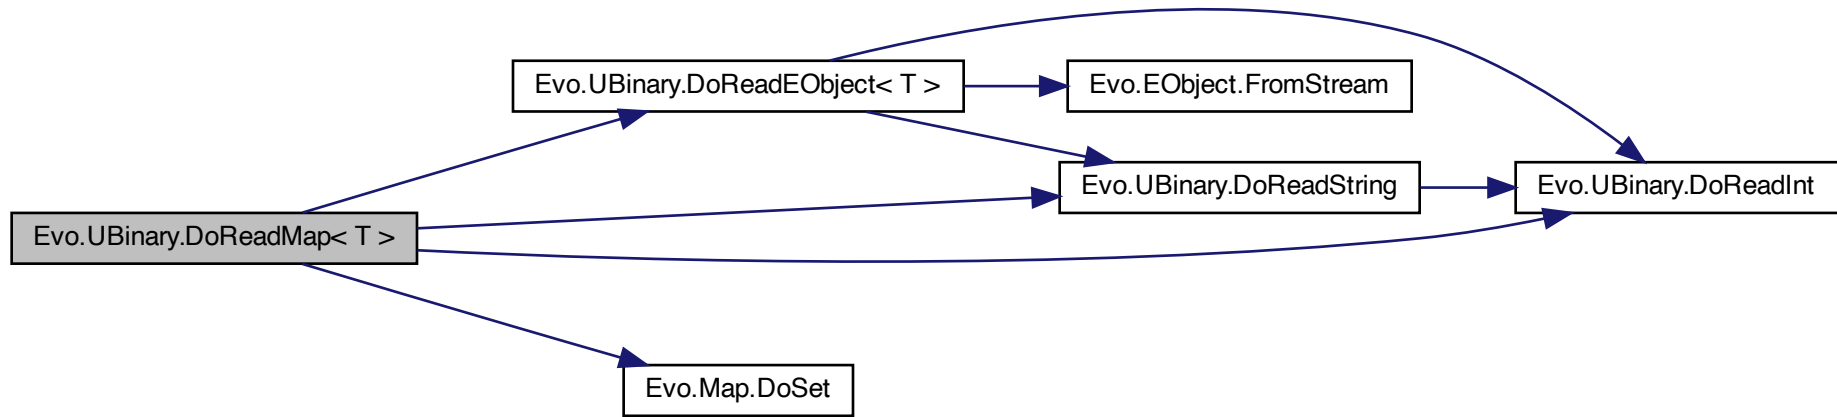 Evo.UBinary.DoReadEObject< T >
Evo.EObject.FromStream
Evo.UBinary.DoReadString
Evo.UBinary.DoReadInt
Evo.UBinary.DoReadMap< T >
Evo.Map.DoSet